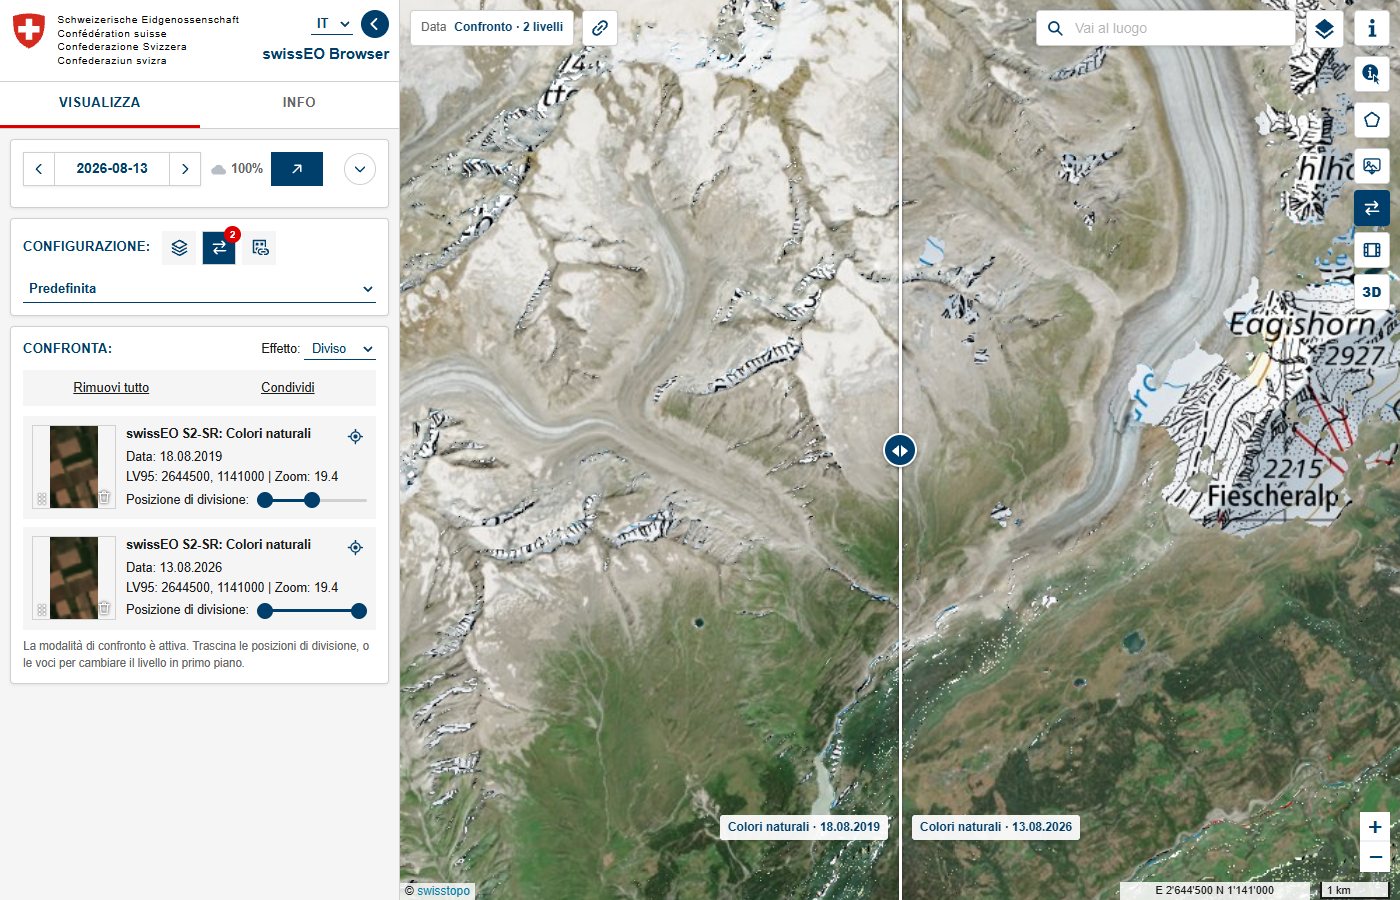 Schweizerische Eidgenossenschaft
Confédération suisse
Confederazione Svizzera
Confederaziun svizra
IT
swissEO Browser
VISUALIZZA
INFO
2026-08-13
100%
CONFIGURAZIONE:
2
Predefinita
CONFRONTA:
Effetto: Diviso
Rimuovi tutto
Condividi
swissEO S2-SR: Colori naturali
Data: 18.08.2019
LV95: 2644500, 1141000 | Zoom: 19.4
Posizione di divisione:
swissEO S2-SR: Colori naturali
Data: 13.08.2026
LV95: 2644500, 1141000 | Zoom: 19.4
Posizione di divisione:
La modalità di confronto è attiva. Trascina le posizioni di divisione, o
le voci per cambiare il livello in primo piano.
Data Confronto · 2 livelli
Vai al luogo
3D
Eggishorn
2927
2215
Fiescheralp
Colori naturali · 18.08.2019
Colori naturali · 13.08.2026
© swisstopo
E 2'644'500 N 1'141'000
1 km